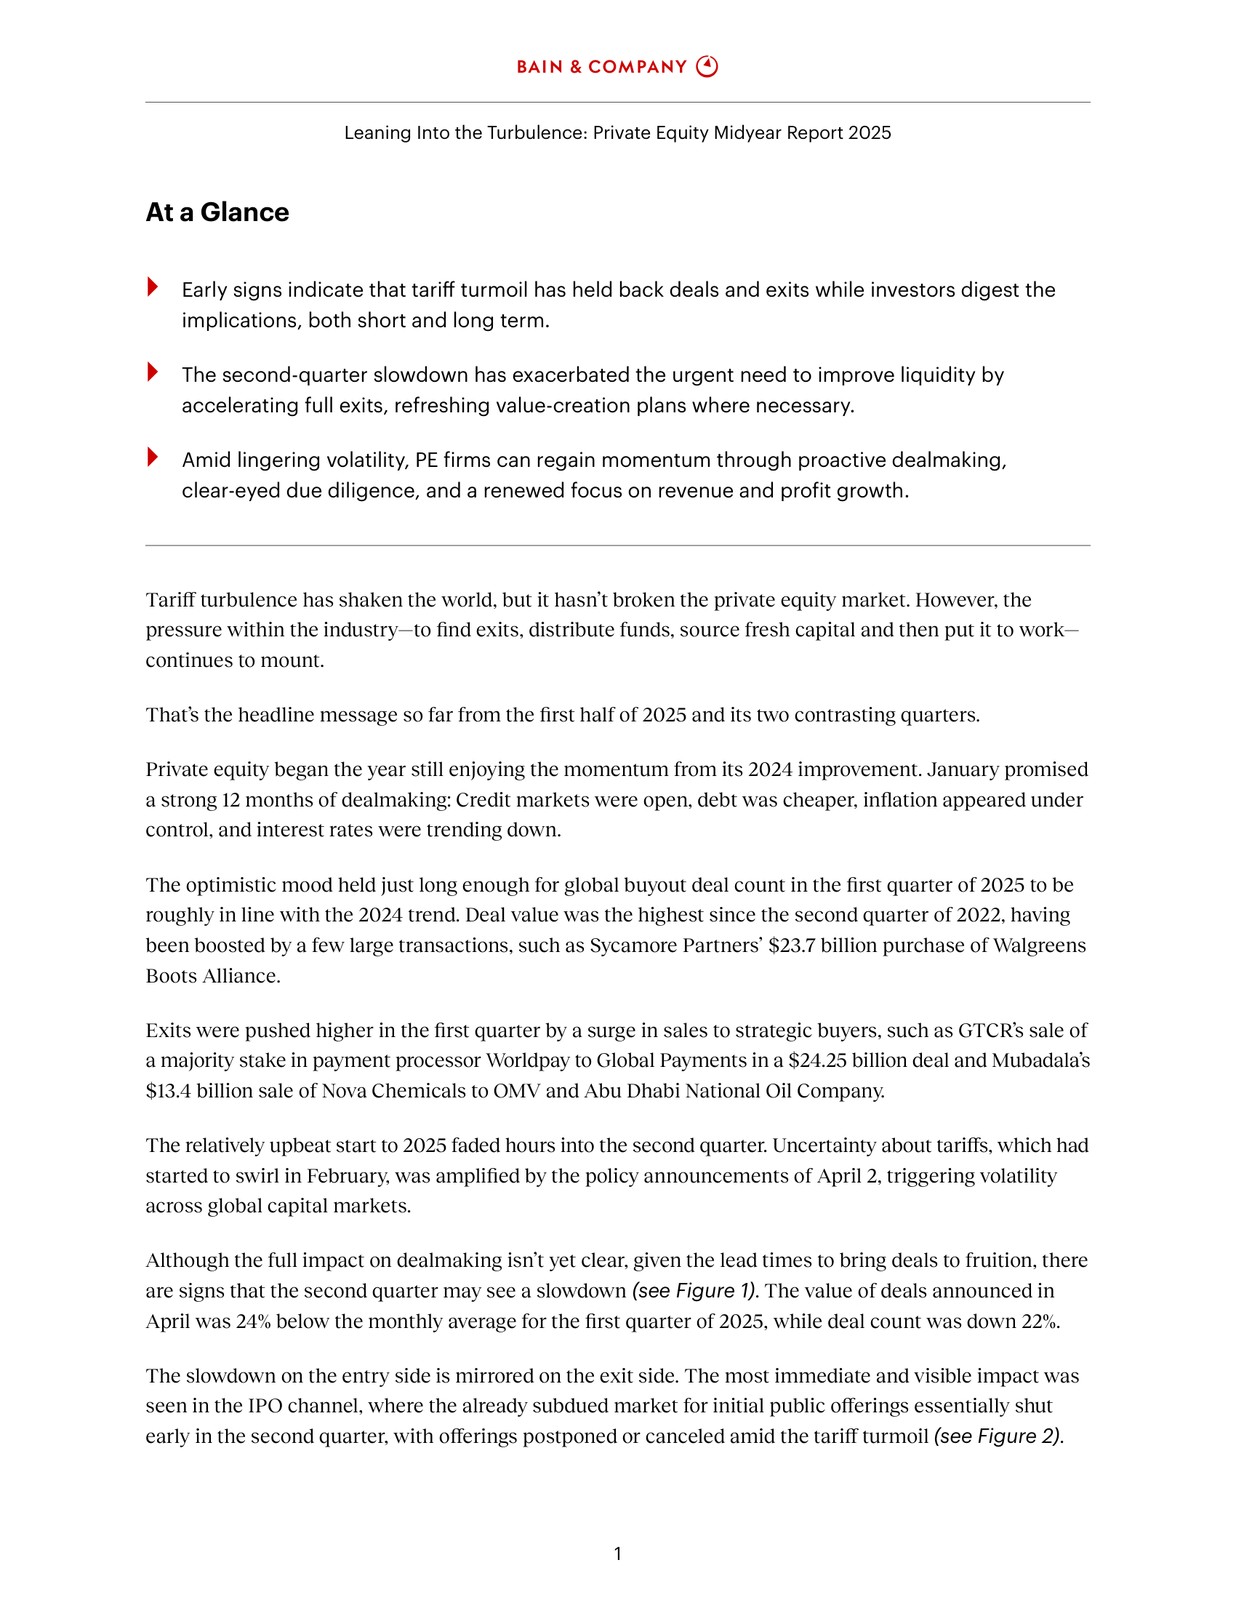 BAIN & COMPANY
Leaning Into the Turbulence: Private Equity Midyear Report 2025
At a Glance
Early signs indicate that tariff turmoil has held back deals and exits while investors digest the
implications, both short and long term.
The second-quarter slowdown has exacerbated the urgent need to improve liquidity by
accelerating full exits, refreshing value-creation plans where necessary.
Amid lingering volatility, PE firms can regain momentum through proactive dealmaking,
clear-eyed due diligence, and a renewed focus on revenue and profit growth.
Tariff turbulence has shaken the world, but it hasn’t broken the private equity market. However, the
pressure within the industry—to find exits, distribute funds, source fresh capital and then put it to work—
continues to mount.
That’s the headline message so far from the first half of 2025 and its two contrasting quarters.
Private equity began the year still enjoying the momentum from its 2024 improvement. January promised
a strong 12 months of dealmaking: Credit markets were open, debt was cheaper, inflation appeared under
control, and interest rates were trending down.
The optimistic mood held just long enough for global buyout deal count in the first quarter of 2025 to be
roughly in line with the 2024 trend. Deal value was the highest since the second quarter of 2022, having
been boosted by a few large transactions, such as Sycamore Partners’ $23.7 billion purchase of Walgreens
Boots Alliance.
Exits were pushed higher in the first quarter by a surge in sales to strategic buyers, such as GTCR’s sale of
a majority stake in payment processor Worldpay to Global Payments in a $24.25 billion deal and Mubadala’s
$13.4 billion sale of Nova Chemicals to OMV and Abu Dhabi National Oil Company.
The relatively upbeat start to 2025 faded hours into the second quarter. Uncertainty about tariffs, which had
started to swirl in February, was amplified by the policy announcements of April 2, triggering volatility
across global capital markets.
Although the full impact on dealmaking isn’t yet clear, given the lead times to bring deals to fruition, there
are signs that the second quarter may see a slowdown (see Figure 1). The value of deals announced in
April was 24% below the monthly average for the first quarter of 2025, while deal count was down 22%.
The slowdown on the entry side is mirrored on the exit side. The most immediate and visible impact was
seen in the IPO channel, where the already subdued market for initial public offerings essentially shut
early in the second quarter, with offerings postponed or canceled amid the tariff turmoil (see Figure 2).
1